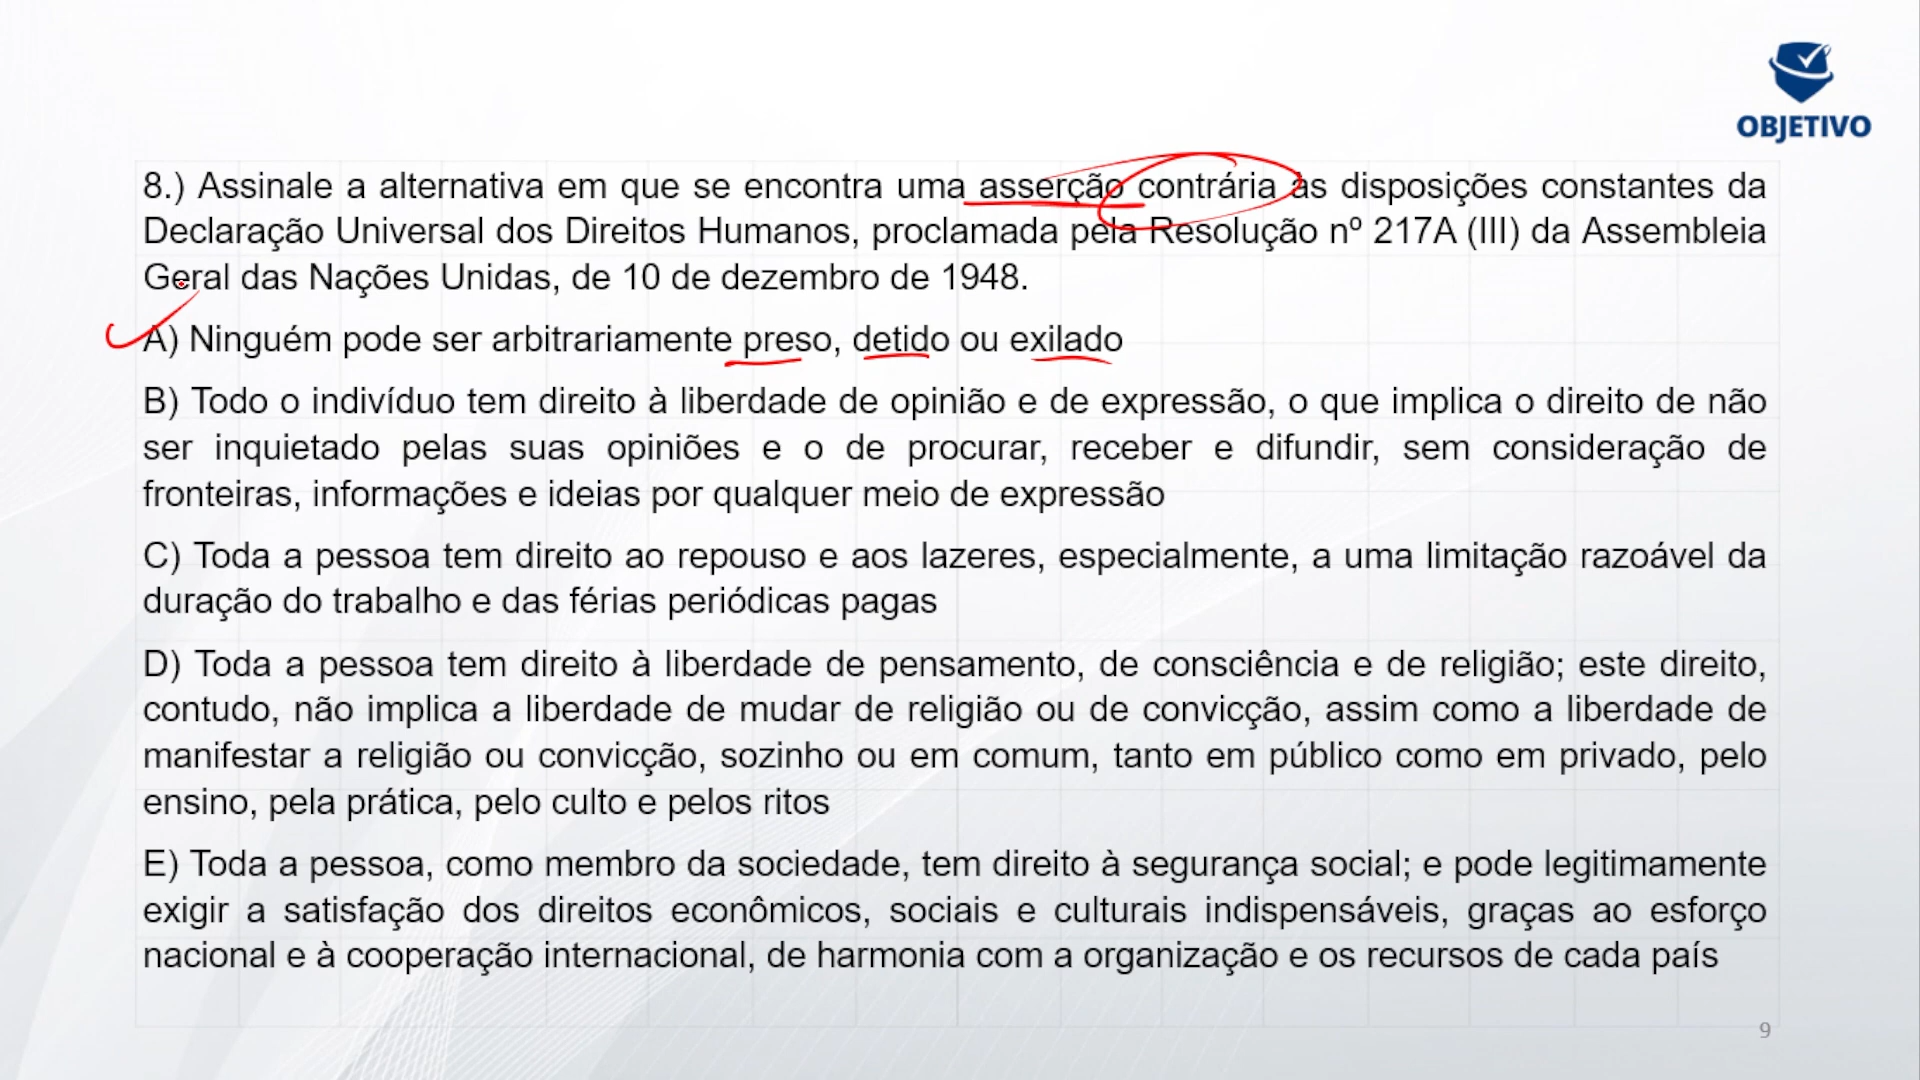 OBJETIVO
8.) Assinale a alternativa em que se encontra uma asserção contrária às disposições constantes da
Declaração Universal dos Direitos Humanos, proclamada pela Resolução nº 217A (III) da Assembleia
Geral das Nações Unidas, de 10 de dezembro de 1948.
A) Ninguém pode ser arbitrariamente preso, detido ou exilado
B) Todo o indivíduo tem direito à liberdade de opinião e de expressão, o que implica o direito de não
ser inquietado pelas suas opiniões e o de procurar, receber e difundir, sem consideração de
fronteiras, informações e ideias por qualquer meio de expressão
C) Toda a pessoa tem direito ao repouso e aos lazeres, especialmente, a uma limitação razoável da
duração do trabalho e das férias periódicas pagas
D) Toda a pessoa tem direito à liberdade de pensamento, de consciência e de religião; este direito,
contudo, não implica a liberdade de mudar de religião ou de convicção, assim como a liberdade de
manifestar a religião ou convicção, sozinho ou em comum, tanto em público como em privado, pelo
ensino, pela prática, pelo culto e pelos ritos
E) Toda a pessoa, como membro da sociedade, tem direito à segurança social; e pode legitimamente
exigir a satisfação dos direitos econômicos, sociais e culturais indispensáveis, graças ao esforço
nacional e à cooperação internacional, de harmonia com a organização e os recursos de cada país
9